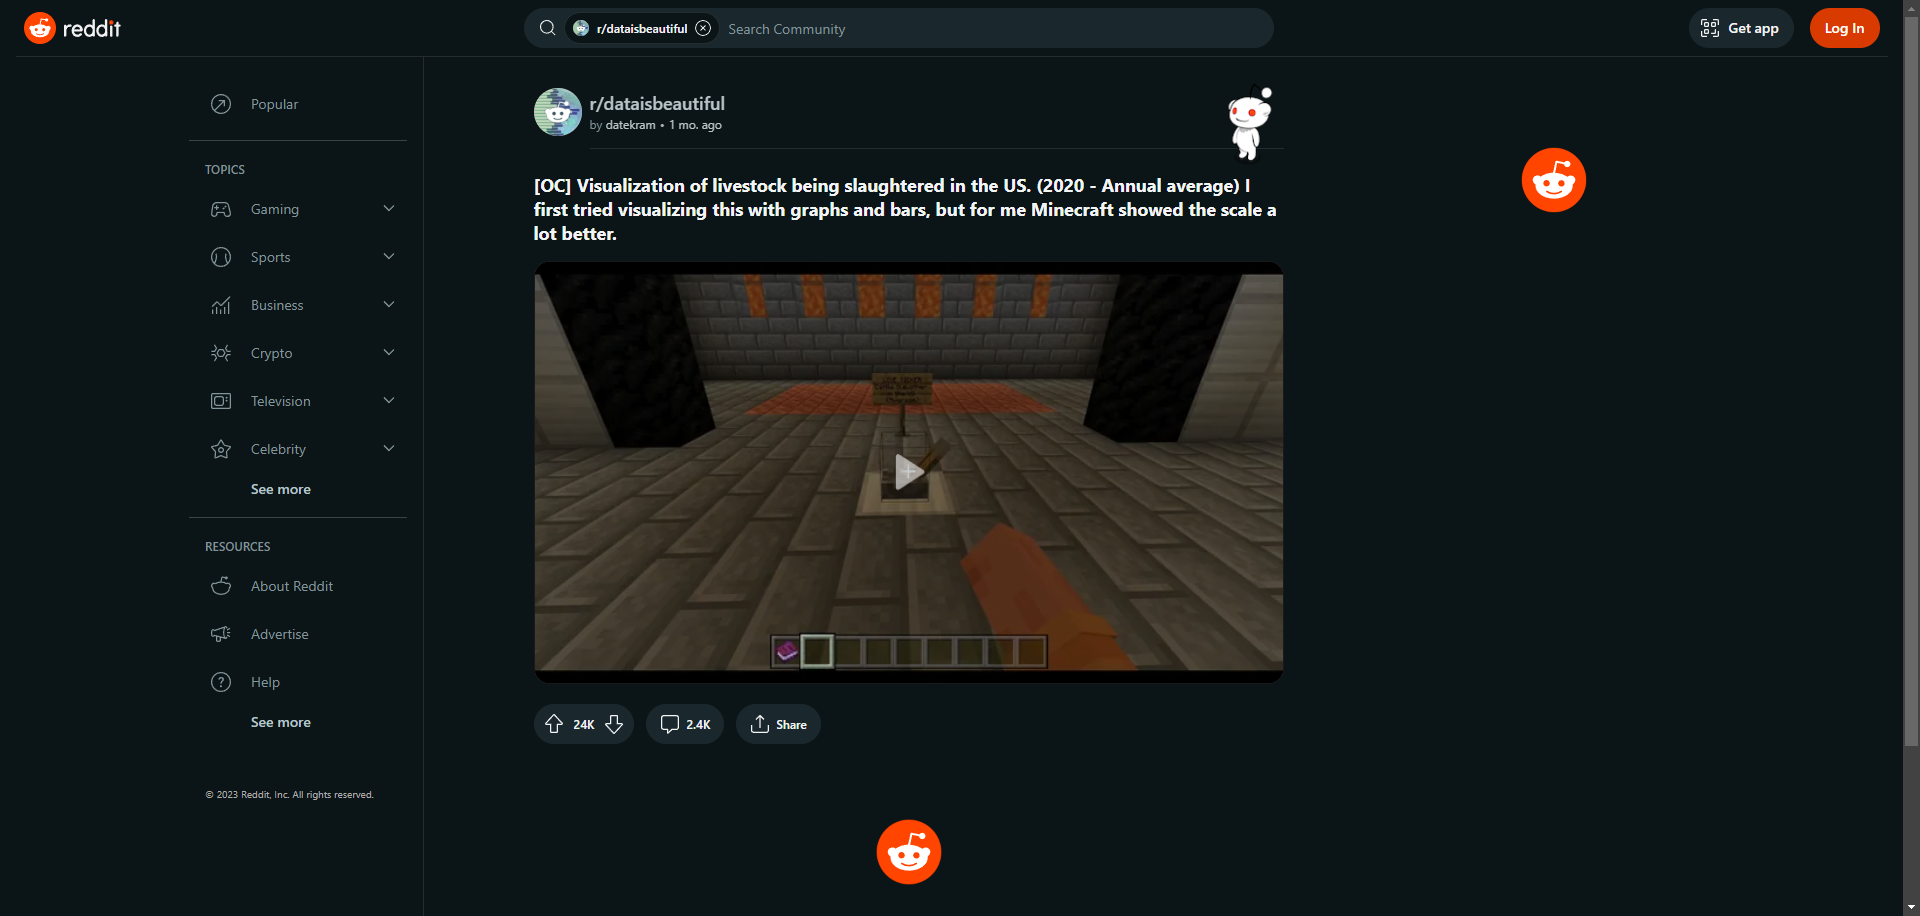 reddit
r/dataisbeautiful
Search Community
Get app
Log In
Popular
TOPICS
Gaming
Sports
Business
Crypto
Television
Celebrity
See more
RESOURCES
About Reddit
Advertise
Help
See more
© 2023 Reddit, Inc. All rights reserved.
r/dataisbeautiful
by datekram • 1 mo. ago
[OC] Visualization of livestock being slaughtered in the US. (2020 - Annual average) I
first tried visualizing this with graphs and bars, but for me Minecraft showed the scale a
lot better.
24K
2.4K
Share